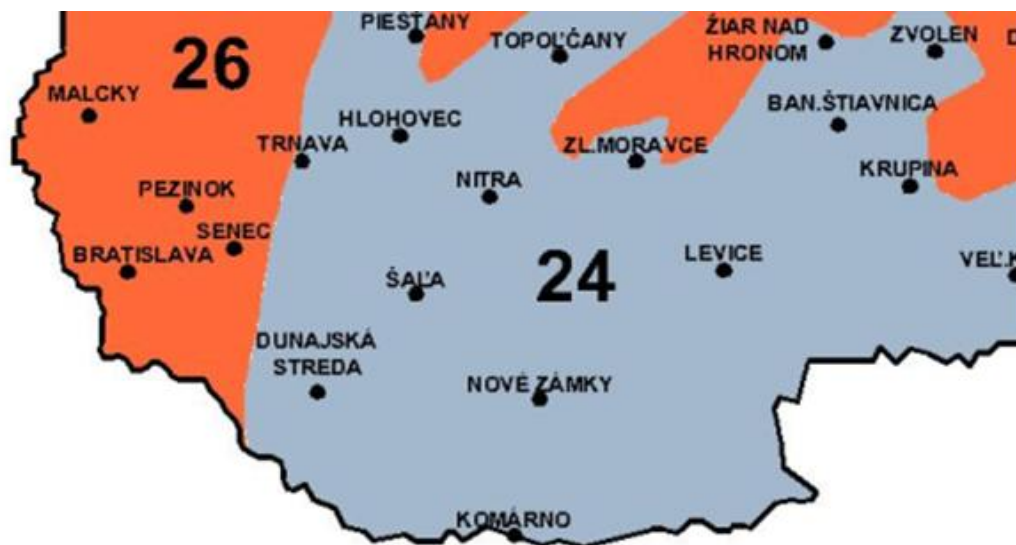 PIEŠŤANY
TOPOĽČANY
ŽIAR NAD
HRONOM
ZVOLEN
26
MALCKY
HLOHOVEC
BAN.ŠTIAVNICA
TRNAVA
ZL.MORAVCE
KRUPINA
PEZINOK
NITRA
SENEC
BRATISLAVA
LEVICE
ŠAĽA
24
DUNAJSKÁ
STREDA
NOVÉ ZÁMKY
KOMÁRNO